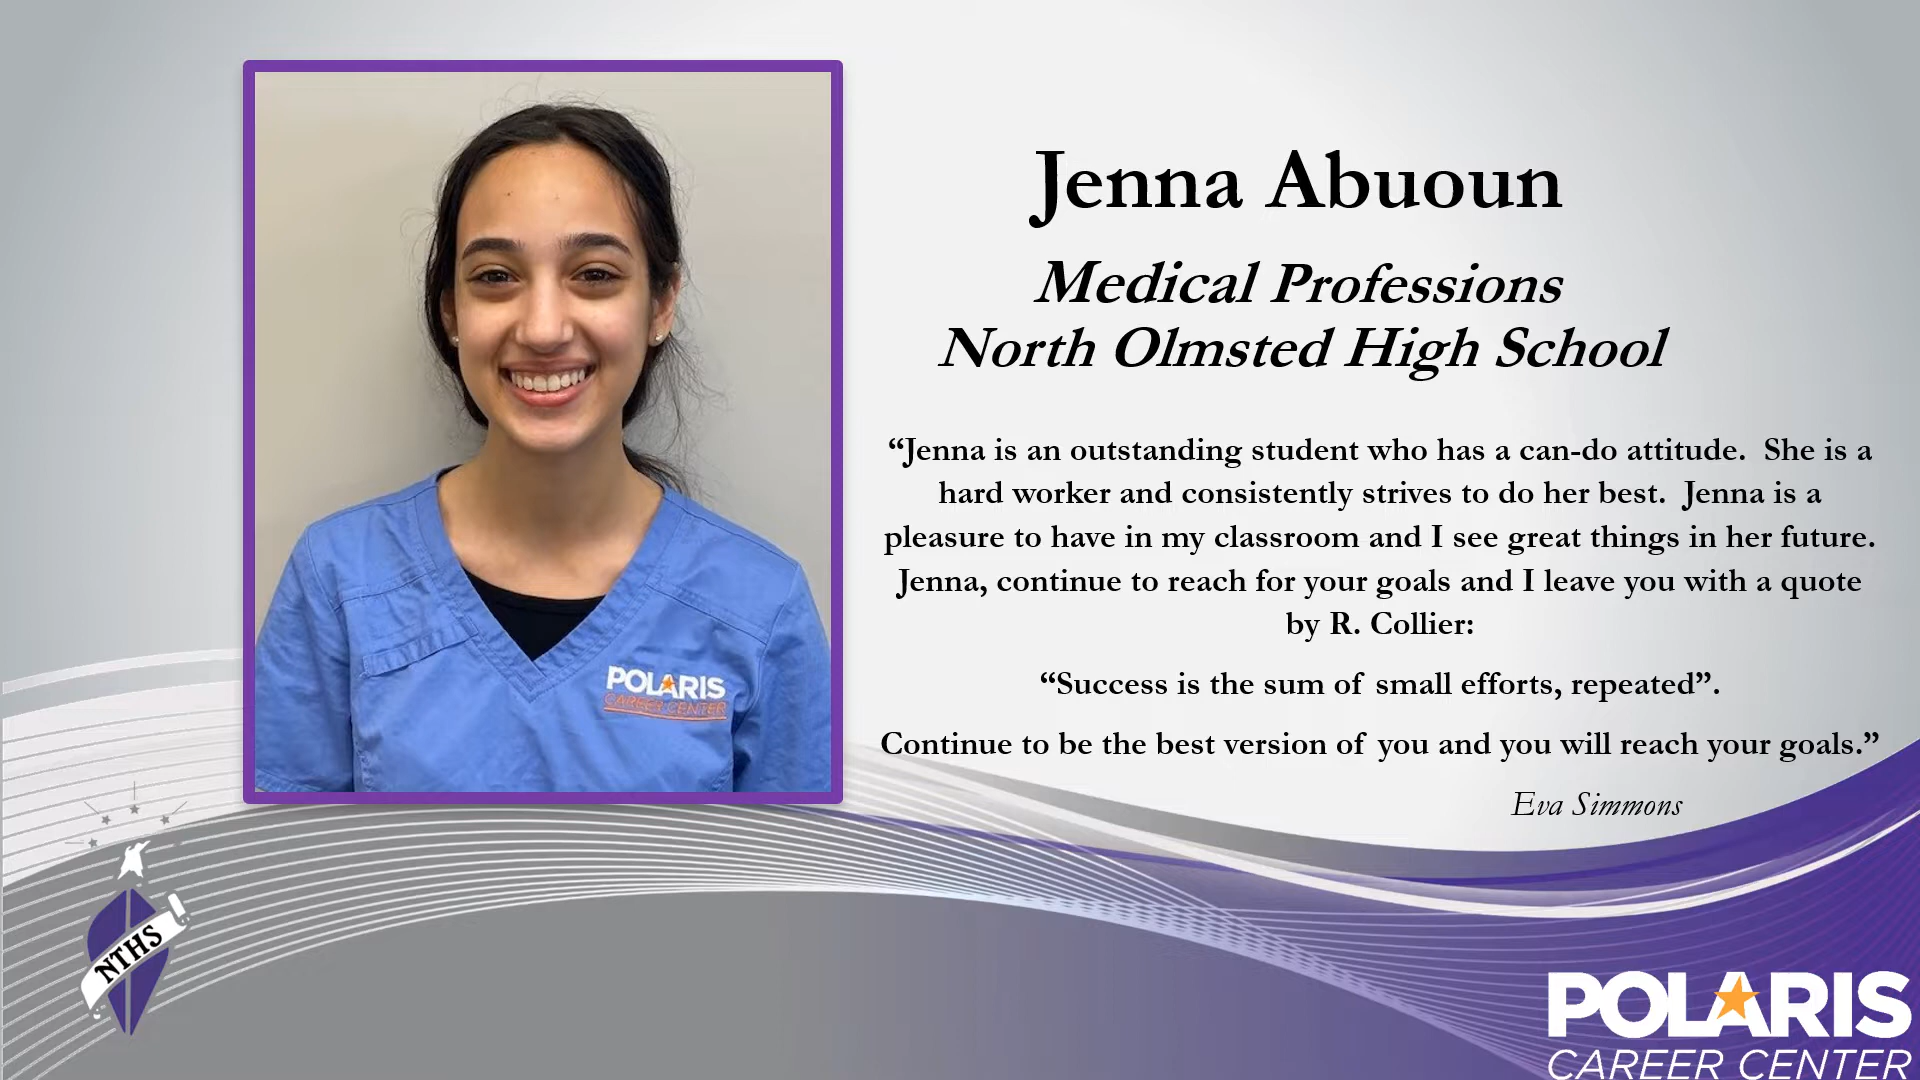 Jenna Abuoun
Medical Professions
North Olmsted High School
“Jenna is an outstanding student who has a can-do attitude.  She is a
hard worker and consistently strives to do her best.  Jenna is a
pleasure to have in my classroom and I see great things in her future.
Jenna, continue to reach for your goals and I leave you with a quote
by R. Collier:
“Success is the sum of small efforts, repeated”.
Continue to be the best version of you and you will reach your goals.”
Eva Simmons
POLARIS
CAREER CENTER
NTHS
POLARIS
CAREER CENTER